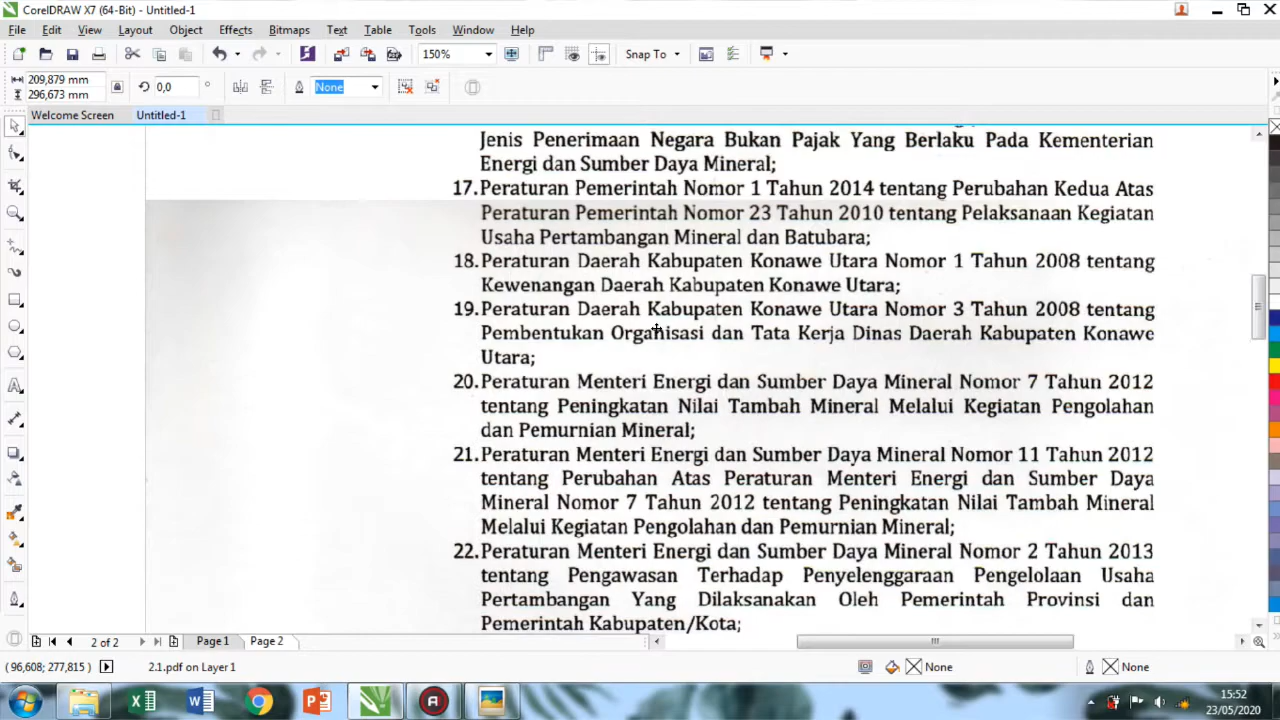 CorelDRAW X7 (64-Bit) - Untitled-1
File Edit View Layout Object Effects Bitmaps Text Table Tools Window Help
150% Snap To
209,879 mm
296,673 mm
0,0 ° None
Welcome Screen Untitled-1
Jenis Penerimaan Negara Bukan Pajak Yang Berlaku Pada Kementerian
Energi dan Sumber Daya Mineral;
17. Peraturan Pemerintah Nomor 1 Tahun 2014 tentang Perubahan Kedua Atas
Peraturan Pemerintah Nomor 23 Tahun 2010 tentang Pelaksanaan Kegiatan
Usaha Pertambangan Mineral dan Batubara;
18. Peraturan Daerah Kabupaten Konawe Utara Nomor 1 Tahun 2008 tentang
Kewenangan Daerah Kabupaten Konawe Utara;
19. Peraturan Daerah Kabupaten Konawe Utara Nomor 3 Tahun 2008 tentang
Pembentukan Organisasi dan Tata Kerja Dinas Daerah Kabupaten Konawe
Utara;
20. Peraturan Menteri Energi dan Sumber Daya Mineral Nomor 7 Tahun 2012
tentang Peningkatan Nilai Tambah Mineral Melalui Kegiatan Pengolahan
dan Pemurnian Mineral;
21. Peraturan Menteri Energi dan Sumber Daya Mineral Nomor 11 Tahun 2012
tentang Perubahan Atas Peraturan Menteri Energi dan Sumber Daya
Mineral Nomor 7 Tahun 2012 tentang Peningkatan Nilai Tambah Mineral
Melalui Kegiatan Pengolahan dan Pemurnian Mineral;
22. Peraturan Menteri Energi dan Sumber Daya Mineral Nomor 2 Tahun 2013
tentang Pengawasan Terhadap Penyelenggaraan Pengelolaan Usaha
Pertambangan Yang Dilaksanakan Oleh Pemerintah Provinsi dan
Pemerintah Kabupaten/Kota;
2 of 2 Page 1 Page 2
(96,608; 277,815) 2.1.pdf on Layer 1 None None
15:52
23/05/2020